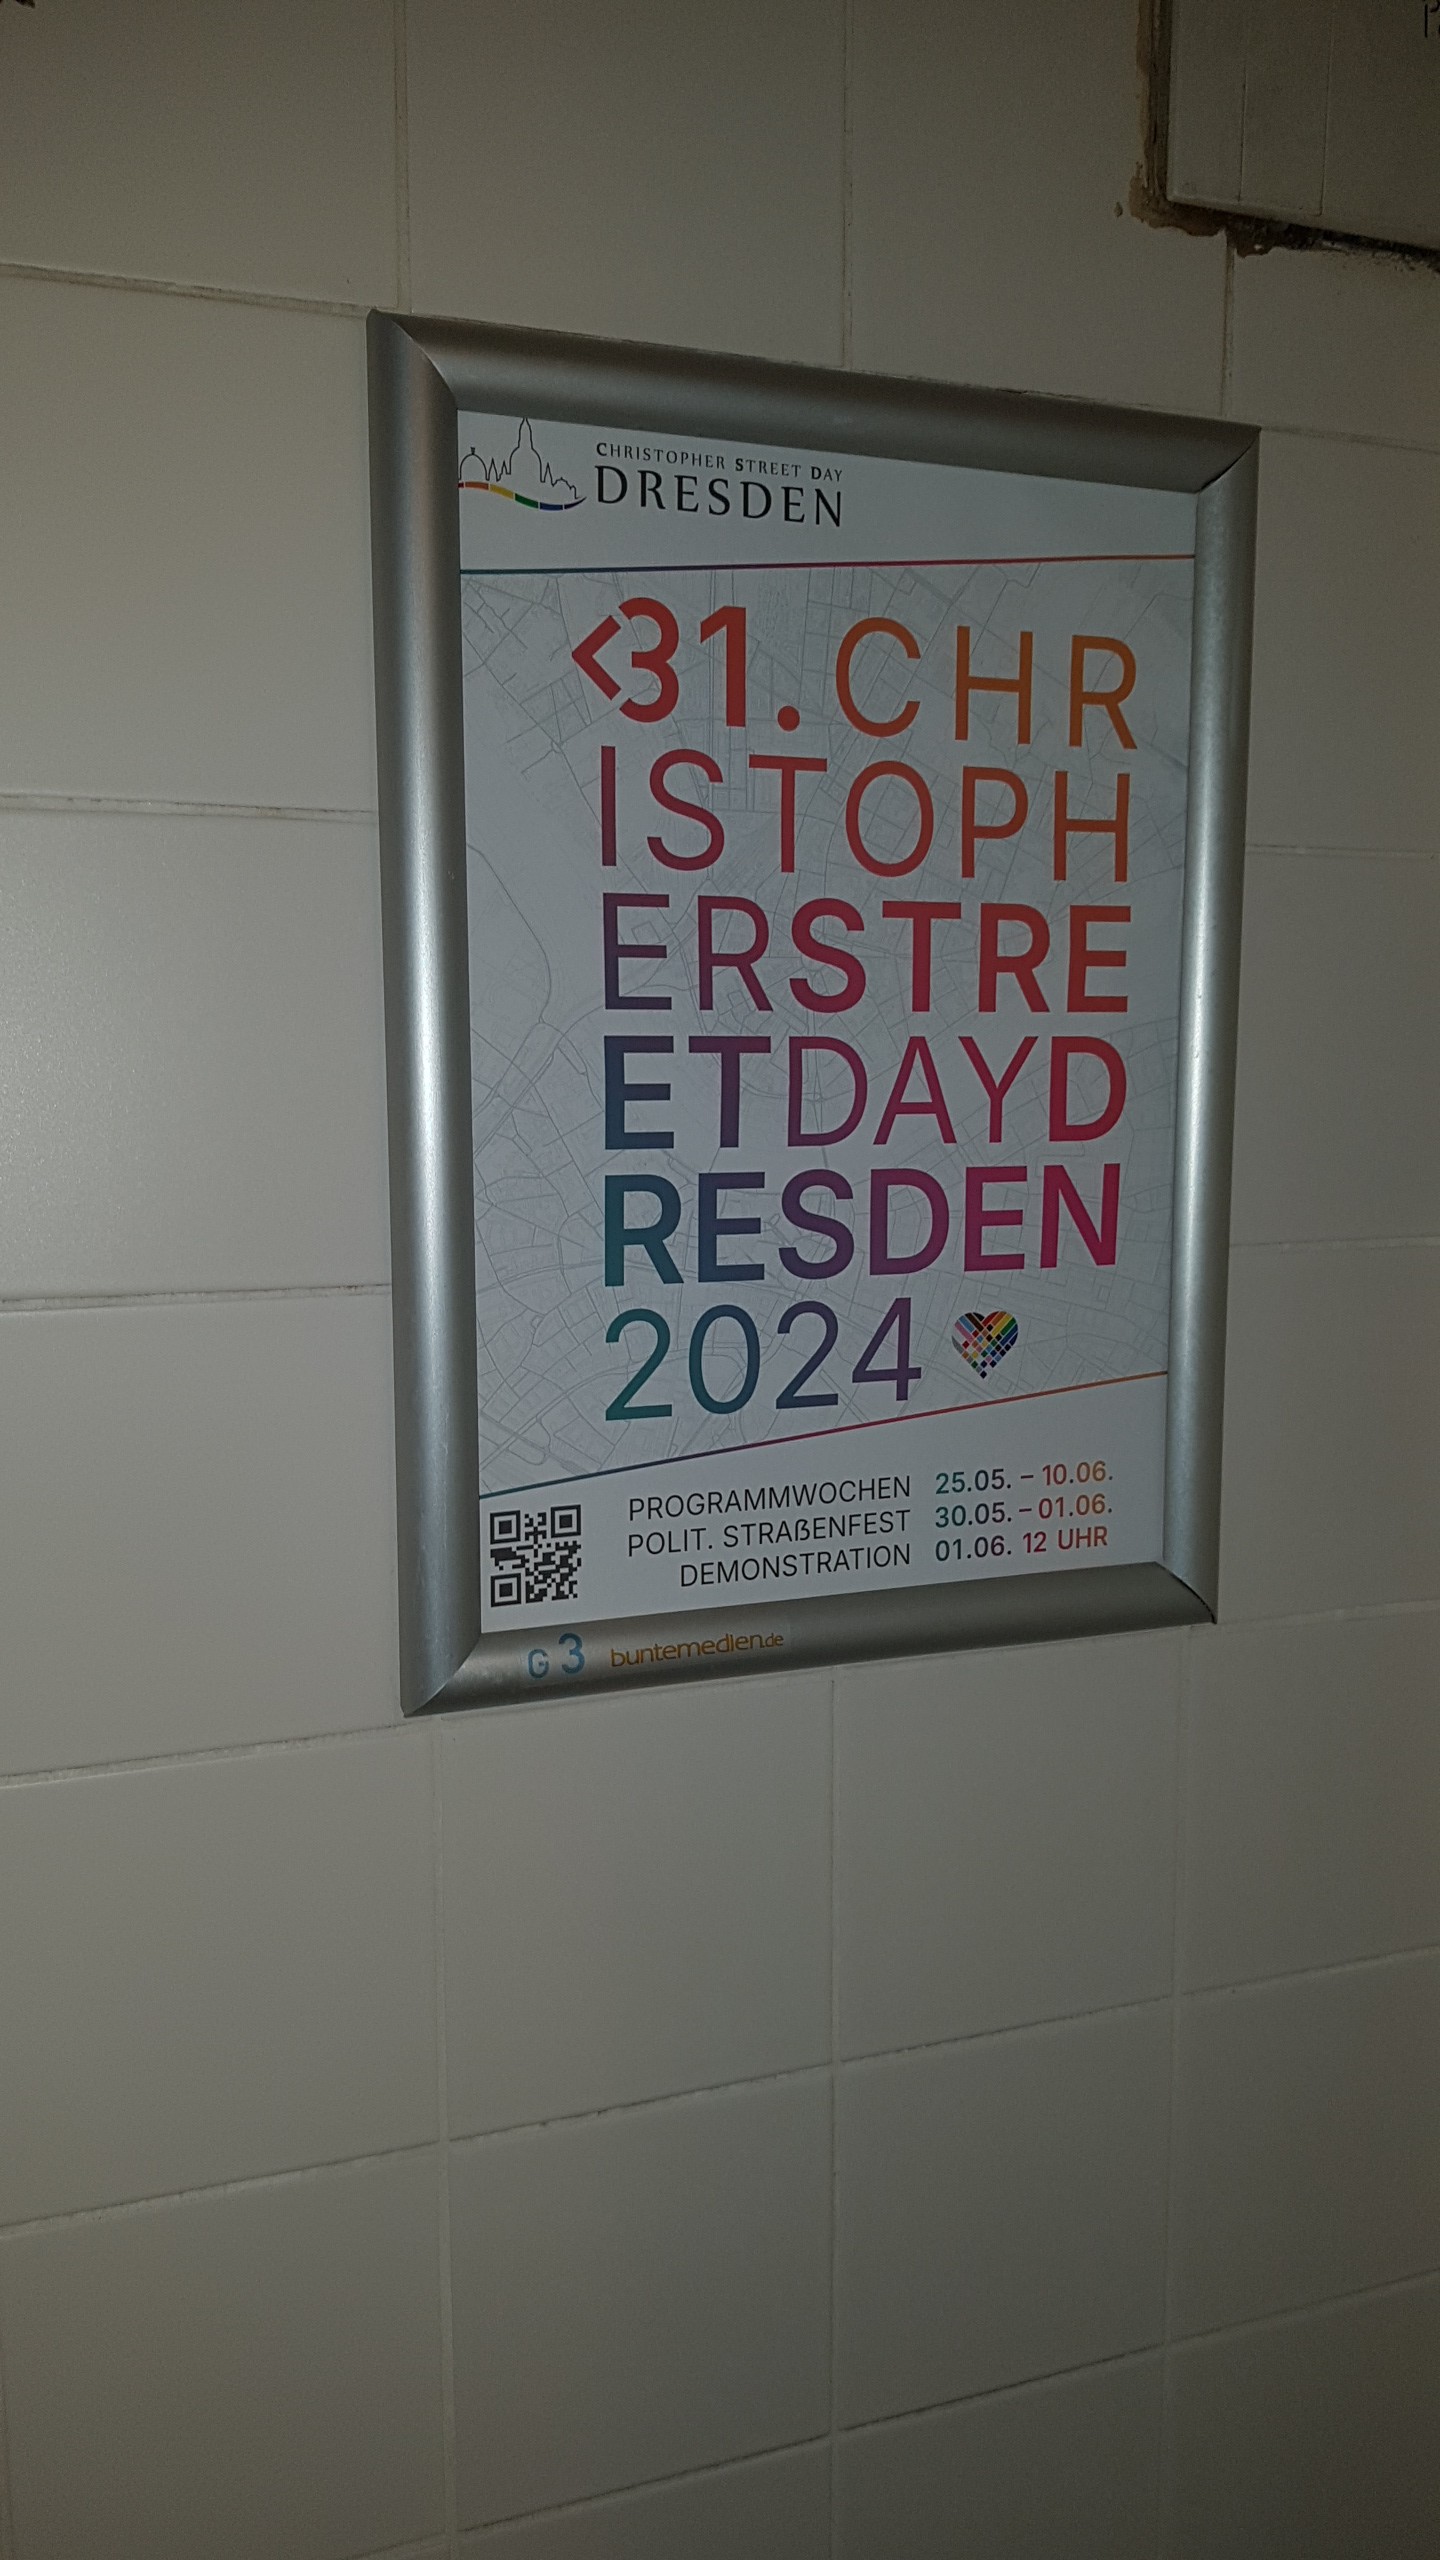 CHRISTOPHER STREET DAY
DRESDEN
<31. CHR
ISTOPH
ERSTRE
ETDAYD
RESDEN
2024
PROGRAMMWOCHEN 25.05. – 10.06.
POLIT. STRAßENFEST 30.05. – 01.06.
DEMONSTRATION 01.06. 12 UHR
G 3 buntemedien.de